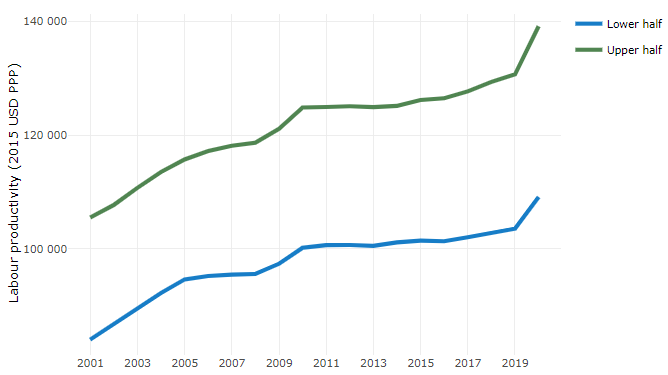 140 000
120 000
100 000
Labour productivity (2015 USD PPP)
2001 2003 2005 2007 2009 2011 2013 2015 2017 2019
Lower half
Upper half